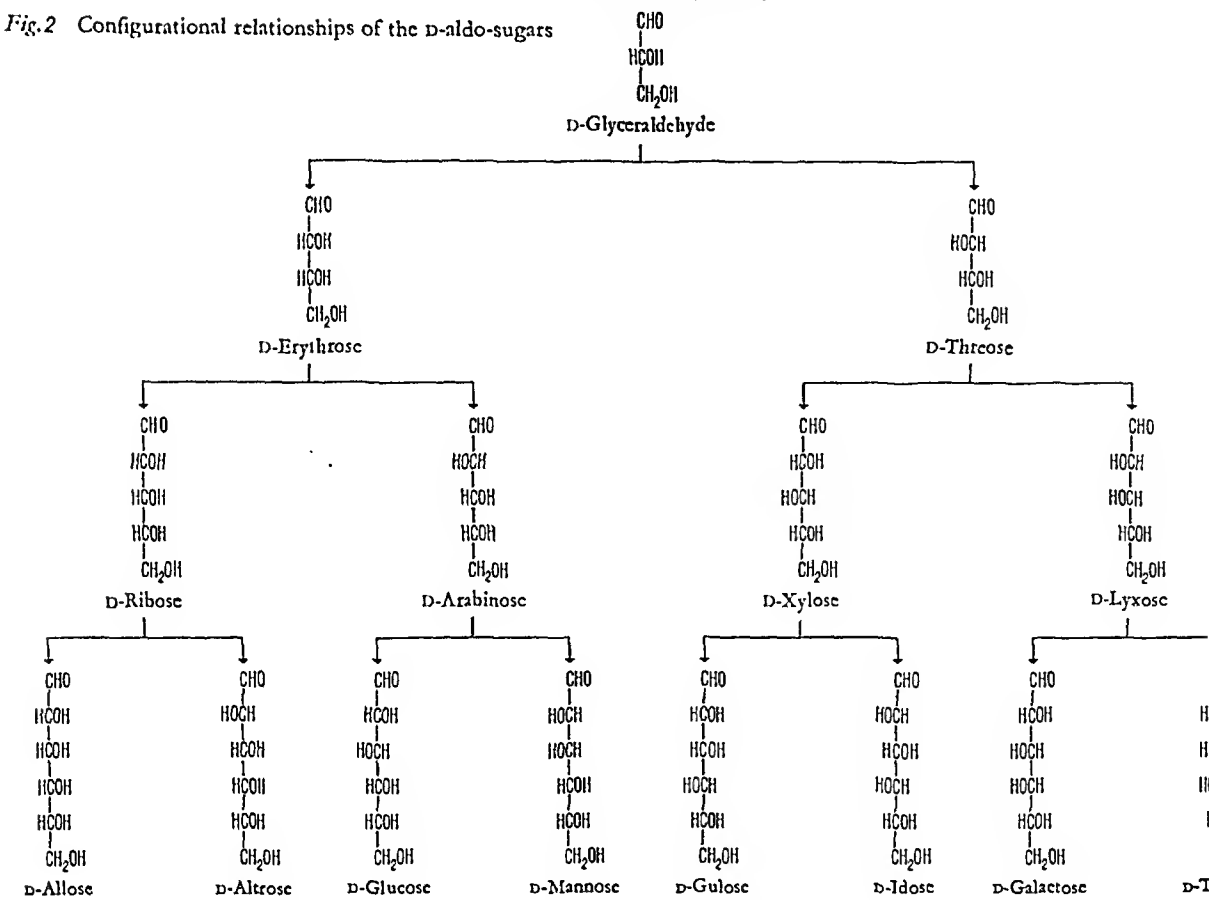 Fig.2 Configurational relationships of the D-aldo-sugars
CHO
HCOH
CH₂OH
D-Glyceraldehyde
CHO CHO
HCOH HOCH
HCOH HCOH
CH₂OH CH₂OH
D-Erythrose D-Threose
CHO CHO CHO CHO
HCOH HOCH HCOH HOCH
HCOH HCOH HOCH HOCH
HCOH HCOH HCOH HCOH
CH₂OH CH₂OH CH₂OH CH₂OH
D-Ribose D-Arabinose D-Xylose D-Lyxose
CHO CHO CHO CHO CHO CHO CHO
HCOH HOCH HCOH HOCH HCOH HOCH HCOH
HCOH HCOH HOCH HOCH HCOH HCOH HOCH
HCOH HCOH HCOH HCOH HOCH HOCH HOCH
HCOH HCOH HCOH HCOH HCOH HCOH HCOH
CH₂OH CH₂OH CH₂OH CH₂OH CH₂OH CH₂OH CH₂OH
D-Allose D-Altrose D-Glucose D-Mannose D-Gulose D-Idose D-Galactose D-T